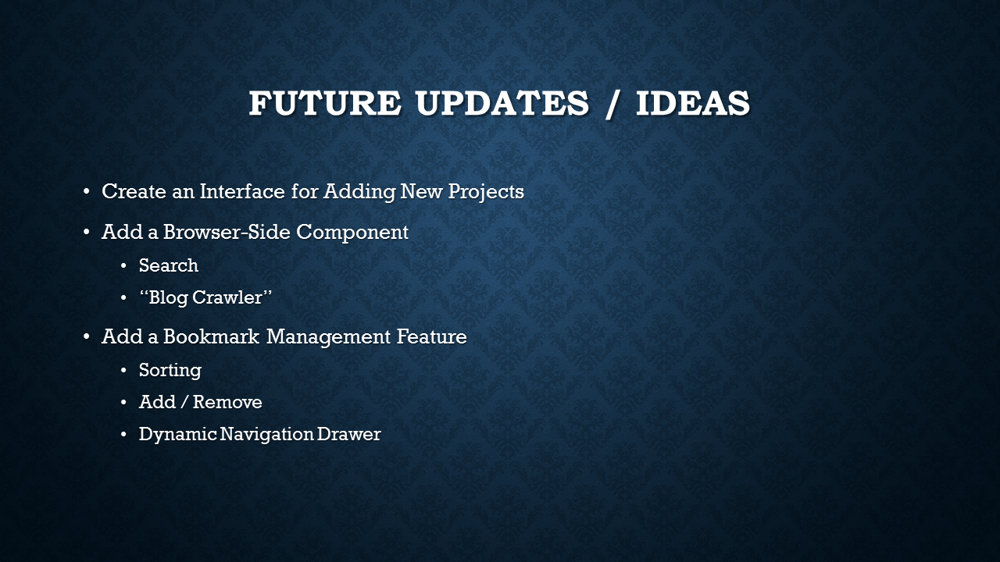 FUTURE UPDATES / IDEAS
• Create an Interface for Adding New Projects
• Add a Browser-Side Component
• Search
• “Blog Crawler”
• Add a Bookmark Management Feature
• Sorting
• Add / Remove
• Dynamic Navigation Drawer